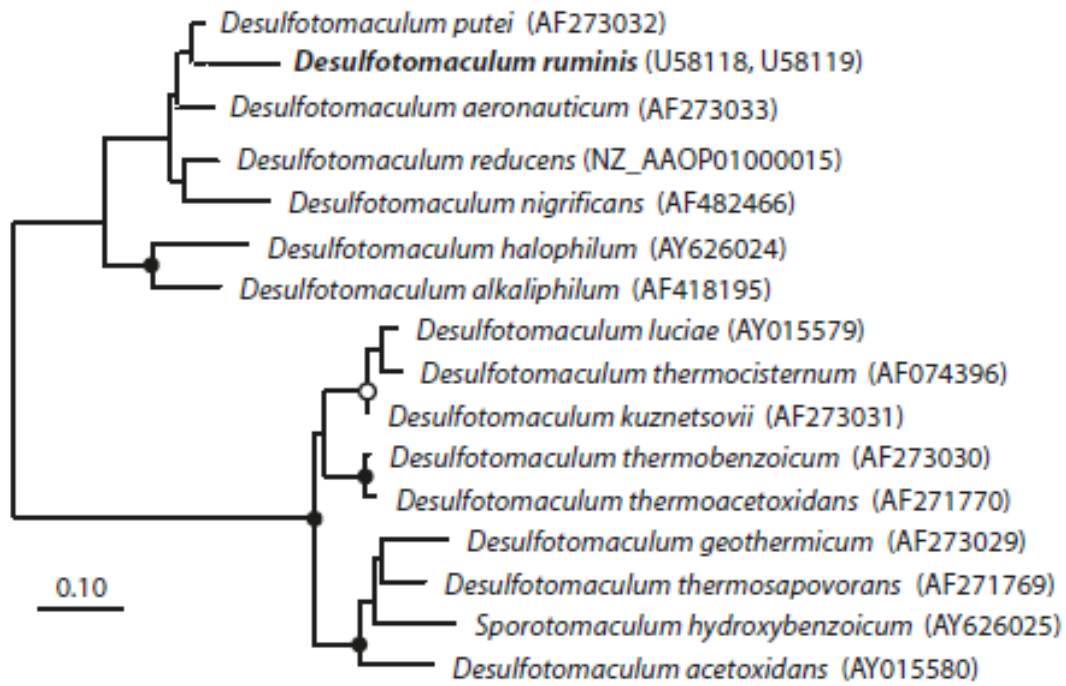 Desulfotomaculum putei (AF273032)
Desulfotomaculum ruminis (U58118, U58119)
Desulfotomaculum aeronauticum (AF273033)
Desulfotomaculum reducens (NZ_AAOP01000015)
Desulfotomaculum nigrificans (AF482466)
Desulfotomaculum halophilum (AY626024)
Desulfotomaculum alkaliphilum (AF418195)
Desulfotomaculum luciae (AY015579)
Desulfotomaculum thermocisternum (AF074396)
Desulfotomaculum kuznetsovii (AF273031)
Desulfotomaculum thermobenzoicum (AF273030)
Desulfotomaculum thermoacetoxidans (AF271770)
Desulfotomaculum geothermicum (AF273029)
Desulfotomaculum thermosapovorans (AF271769)
Sporotomaculum hydroxybenzoicum (AY626025)
Desulfotomaculum acetoxidans (AY015580)
0.10